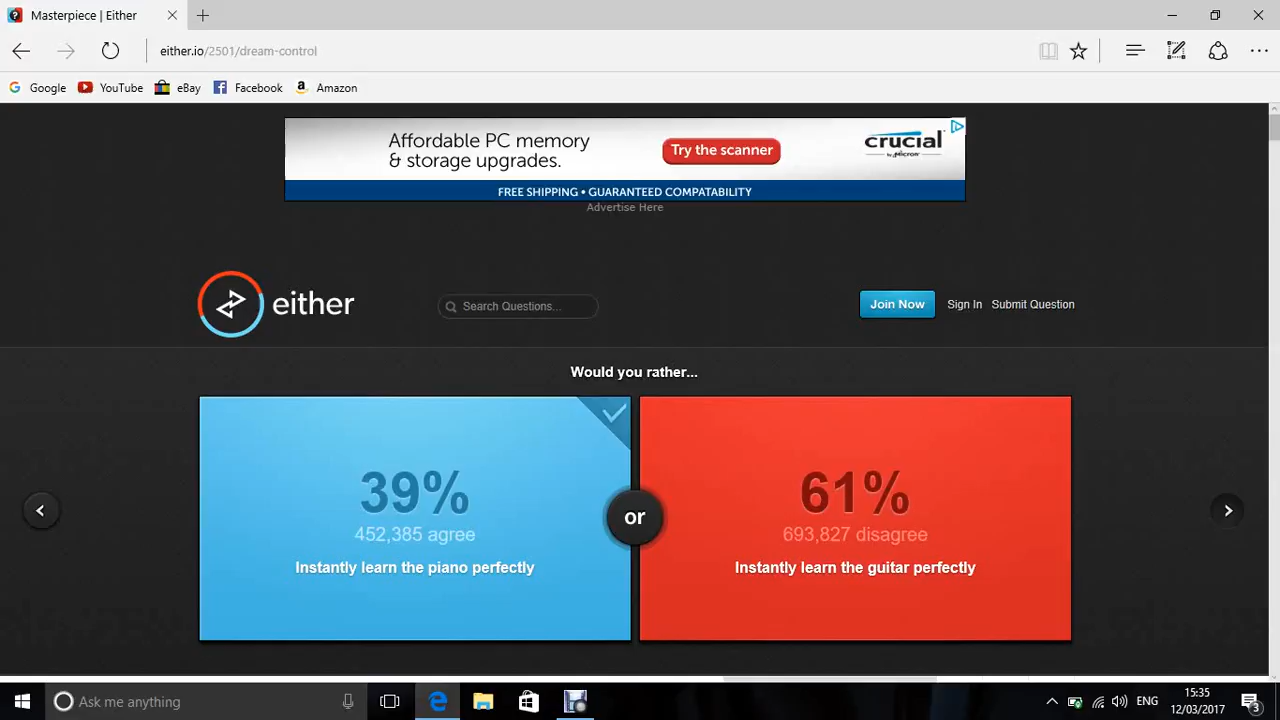 Masterpiece | Either
either.io/2501/dream-control
Google YouTube eBay Facebook Amazon
Affordable PC memory
& storage upgrades.
Try the scanner
crucial
by Micron
FREE SHIPPING • GUARANTEED COMPATABILITY
Advertise Here
either
Search Questions...
Join Now Sign In Submit Question
Would you rather...
39%
452,385 agree
Instantly learn the piano perfectly
or
61%
693,827 disagree
Instantly learn the guitar perfectly
Ask me anything
ENG
15:35
12/03/2017
3